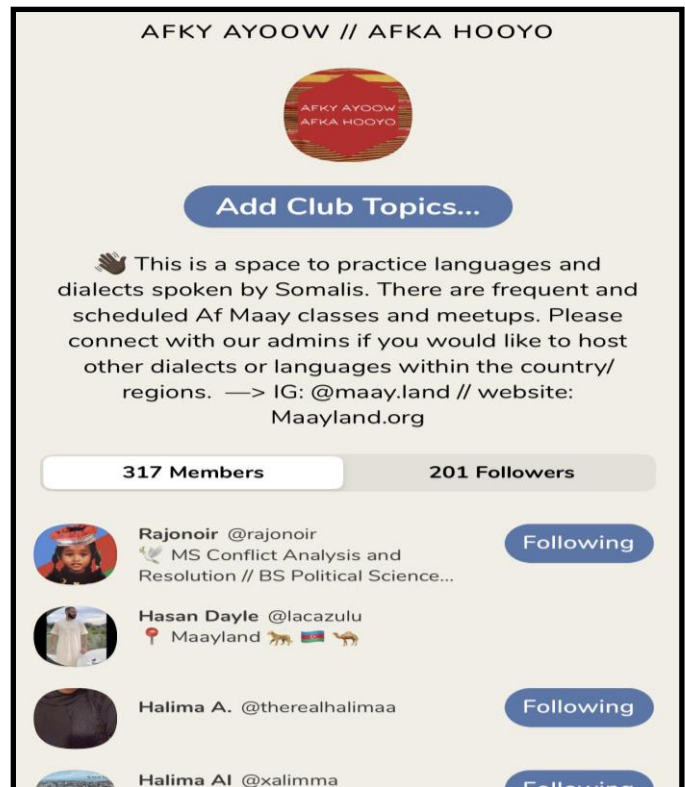 AFKY AYOOW // AFKA HOOYO
AFKY AYOOW
AFKA HOOYO
Add Club Topics...
👋🏿 This is a space to practice languages and
dialects spoken by Somalis. There are frequent and
scheduled Af Maay classes and meetups. Please
connect with our admins if you would like to host
other dialects or languages within the country/
regions. —> IG: @maay.land // website:
Maayland.org
317 Members
201 Followers
Rajonoir @rajonoir
Following
🕊 MS Conflict Analysis and
Resolution // BS Political Science...
Hasan Dayle @lacazulu
📍 Maayland 🐆 🇦🇿 🐪
Halima A. @therealhalimaa
Following
Halima Al @xalimma
Following